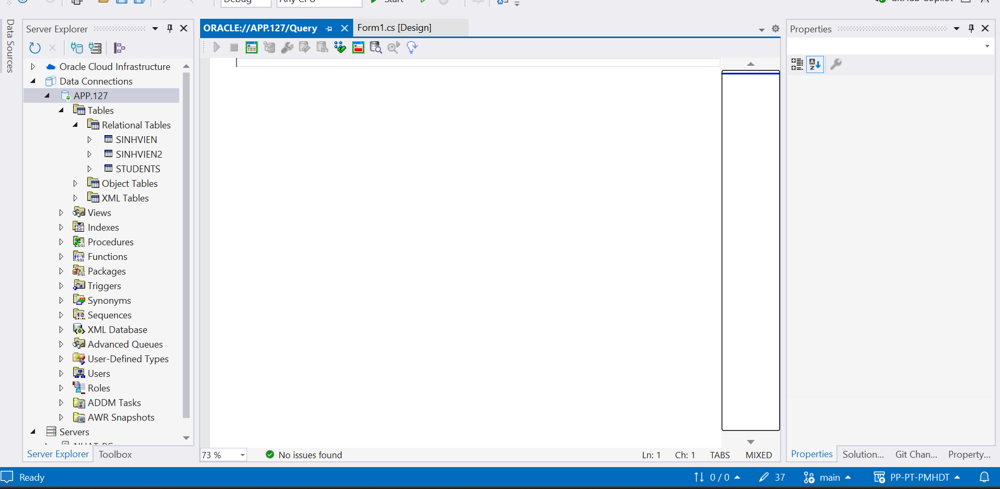 Debug
Any CPU
Start
GitHub Copilot
Data Sources
Server Explorer
ORACLE://APP.127/Query
Form1.cs [Design]
Properties
Oracle Cloud Infrastructure
Data Connections
APP.127
Tables
Relational Tables
SINHVIEN
SINHVIEN2
STUDENTS
Object Tables
XML Tables
Views
Indexes
Procedures
Functions
Packages
Triggers
Synonyms
Sequences
XML Database
Advanced Queues
User-Defined Types
Users
Roles
ADDM Tasks
AWR Snapshots
Servers
Server Explorer
Toolbox
73 %
No issues found
Ln: 1
Ch: 1
TABS
MIXED
Properties
Solution...
Git Chan...
Property...
Ready
0 / 0
37
main
PP-PT-PMHDT